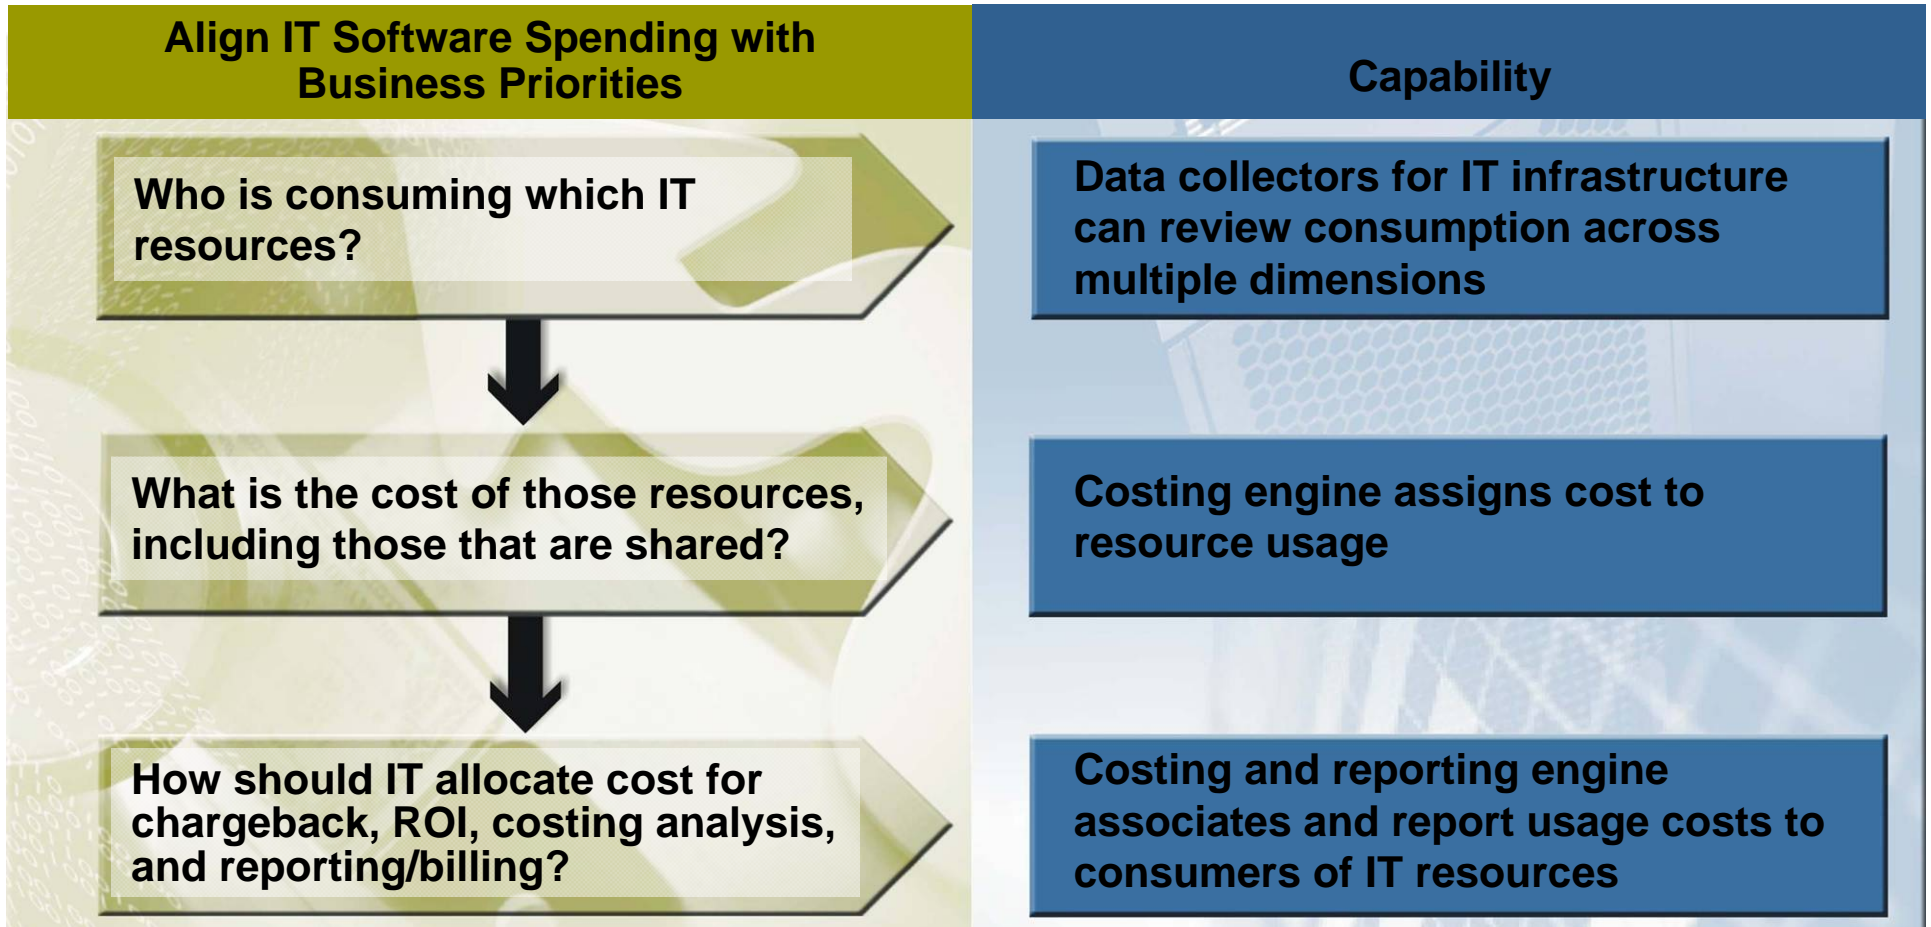 Align IT Software Spending with
Business Priorities
Capability
Who is consuming which IT
resources?
Data collectors for IT infrastructure
can review consumption across
multiple dimensions
What is the cost of those resources,
including those that are shared?
Costing engine assigns cost to
resource usage
How should IT allocate cost for
chargeback, ROI, costing analysis,
and reporting/billing?
Costing and reporting engine
associates and report usage costs to
consumers of IT resources